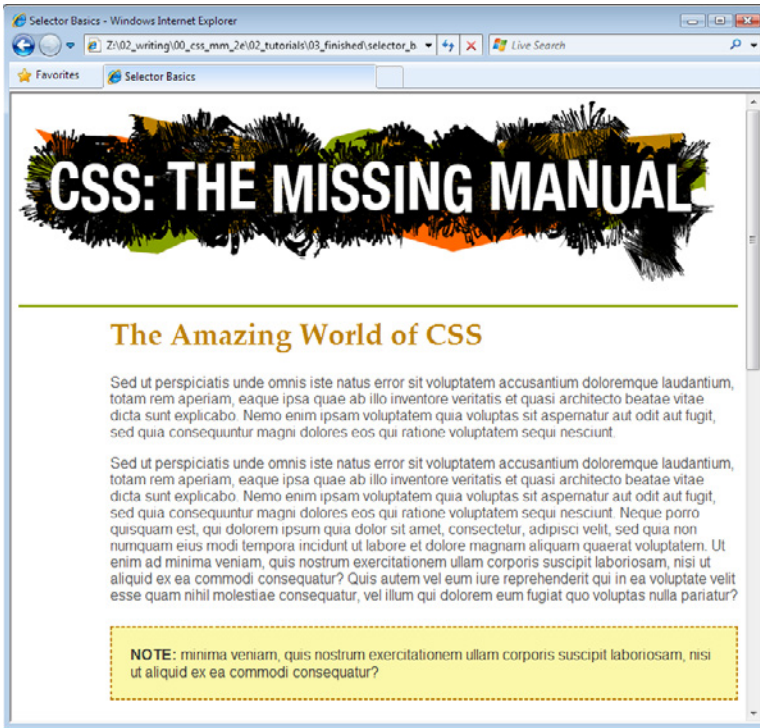 Selector Basics - Windows Internet Explorer
Z:\02_writing\00_css_mm_2e\02_tutorials\03_finished\selector_b
Live Search
Favorites
Selector Basics
CSS: THE MISSING MANUAL
The Amazing World of CSS
Sed ut perspiciatis unde omnis iste natus error sit voluptatem accusantium doloremque laudantium,
totam rem aperiam, eaque ipsa quae ab illo inventore veritatis et quasi architecto beatae vitae
dicta sunt explicabo. Nemo enim ipsam voluptatem quia voluptas sit aspernatur aut odit aut fugit,
sed quia consequuntur magni dolores eos qui ratione voluptatem sequi nesciunt.
Sed ut perspiciatis unde omnis iste natus error sit voluptatem accusantium doloremque laudantium,
totam rem aperiam, eaque ipsa quae ab illo inventore veritatis et quasi architecto beatae vitae
dicta sunt explicabo. Nemo enim ipsam voluptatem quia voluptas sit aspernatur aut odit aut fugit,
sed quia consequuntur magni dolores eos qui ratione voluptatem sequi nesciunt. Neque porro
quisquam est, qui dolorem ipsum quia dolor sit amet, consectetur, adipisci velit, sed quia non
numquam eius modi tempora incidunt ut labore et dolore magnam aliquam quaerat voluptatem. Ut
enim ad minima veniam, quis nostrum exercitationem ullam corporis suscipit laboriosam, nisi ut
aliquid ex ea commodi consequatur? Quis autem vel eum iure reprehenderit qui in ea voluptate velit
esse quam nihil molestiae consequatur, vel illum qui dolorem eum fugiat quo voluptas nulla pariatur?
NOTE: minima veniam, quis nostrum exercitationem ullam corporis suscipit laboriosam, nisi
ut aliquid ex ea commodi consequatur?